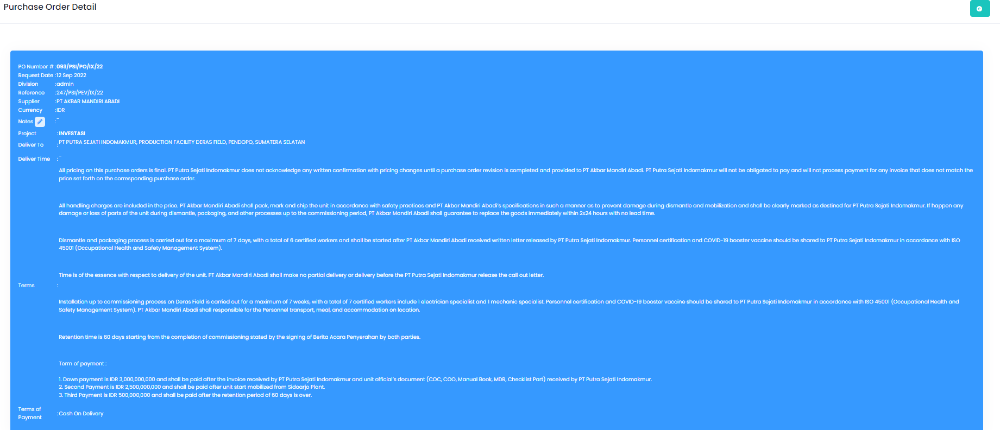 Purchase Order Detail
PO Number # : 093/PSI/PO/IX/22
Request Date : 12 Sep 2022
Division : admin
Reference : 247/PSI/PEV/IX/22
Supplier : PT AKBAR MANDIRI ABADI
Currency : IDR
Notes : -
Project : INVESTASI
Deliver To : PT PUTRA SEJATI INDOMAKMUR, PRODUCTION FACILITY DERAS FIELD, PENDOPO, SUMATERA SELATAN
Deliver Time : -
All pricing on this purchase orders is final. PT Putra Sejati Indomakmur does not acknowledge any written confirmation with pricing changes until a purchase order revision is completed and provided to PT Akbar Mandiri Abadi. PT Putra Sejati Indomakmur will not be obligated to pay and will not process payment for any invoice that does not match the
price set forth on the corresponding purchase order.
All handling charges are included in the price. PT Akbar Mandiri Abadi shall pack, mark and ship the unit in accordance with safety practices and PT Akbar Mandiri Abadi's specifications in such a manner as to prevent damage during dismantle and mobilization and shall be clearly marked as destined for PT Putra Sejati Indomakmur. If happen any
damage or loss of parts of the unit during dismantle, packaging, and other processes up to the commissioning period, PT Akbar Mandiri Abadi shall guarantee to replace the goods immediately within 2x24 hours with no lead time.
Dismantle and packaging process is carried out for a maximum of 7 days, with a total of 6 certified workers and shall be started after PT Akbar Mandiri Abadi received written letter released by PT Putra Sejati Indomakmur. Personnel certification and COVID-19 booster vaccine should be shared to PT Putra Sejati Indomakmur in accordance with ISO
45001 (Occupational Health and Safety Management System).
Time is of the essence with respect to delivery of the unit. PT Akbar Mandiri Abadi shall make no partial delivery or delivery before the PT Putra Sejati Indomakmur release the call out letter.
Terms :
Installation up to commissioning process on Deras Field is carried out for a maximum of 7 weeks, with a total of 7 certified workers include 1 electrician specialist and 1 mechanic specialist. Personnel certification and COVID-19 booster vaccine should be shared to PT Putra Sejati Indomakmur in accordance with ISO 45001 (Occupational Health and
Safety Management System). PT Akbar Mandiri Abadi shall responsible for the Personnel transport, meal, and accommodation on location.
Retention time is 60 days starting from the completion of commissioning stated by the signing of Berita Acara Penyerahan by both parties.
Term of payment :
1. Down payment is IDR 3,000,000,000 and shall be paid after the invoice received by PT Putra Sejati Indomakmur and unit official's document (COC, COO, Manual Book, MDR, Checklist Part) received by PT Putra Sejati Indomakmur.
2. Second Payment is IDR 2,500,000,000 and shall be paid after unit start mobilized from Sidoarjo Plant.
3. Third Payment is IDR 500,000,000 and shall be paid after the retention period of 60 days is over.
Terms of
Payment : Cash On Delivery